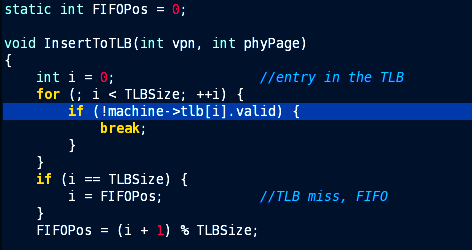 static int FIFOPos = 0;
void InsertToTLB(int vpn, int phyPage)
{
    int i = 0;                  //entry in the TLB
    for (; i < TLBSize; ++i) {
        if (!machine->tlb[i].valid) {
            break;
        }
    }
    if (i == TLBSize) {
        i = FIFOPos;            //TLB miss, FIFO
    }
    FIFOPos = (i + 1) % TLBSize;